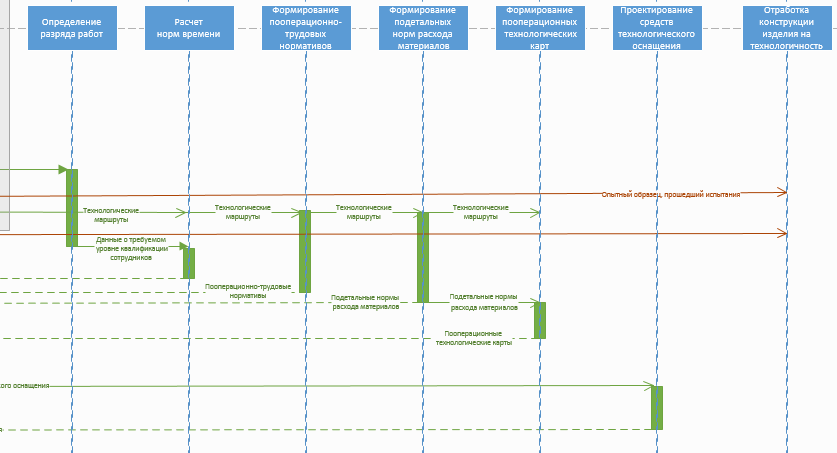 Определение
разряда работ
Расчет
норм времени
Формирование
пооперационно-
трудовых
нормативов
Формирование
подетальных
норм расхода
материалов
Формирование
пооперационных
технологических
карт
Проектирование
средств
технологического
оснащения
Отработка
конструкции
изделия на
технологичность
Опытный образец, прошедший испытания
Технологические
маршруты
Технологические
маршруты
Технологические
маршруты
Технологические
маршруты
Данные о требуемом
уровне квалификации
сотрудников
Пооперационно-трудовые
нормативы
Подетальные нормы
расхода материалов
Подетальные нормы
расхода материалов
Пооперационные
технологические карты
кого оснащения